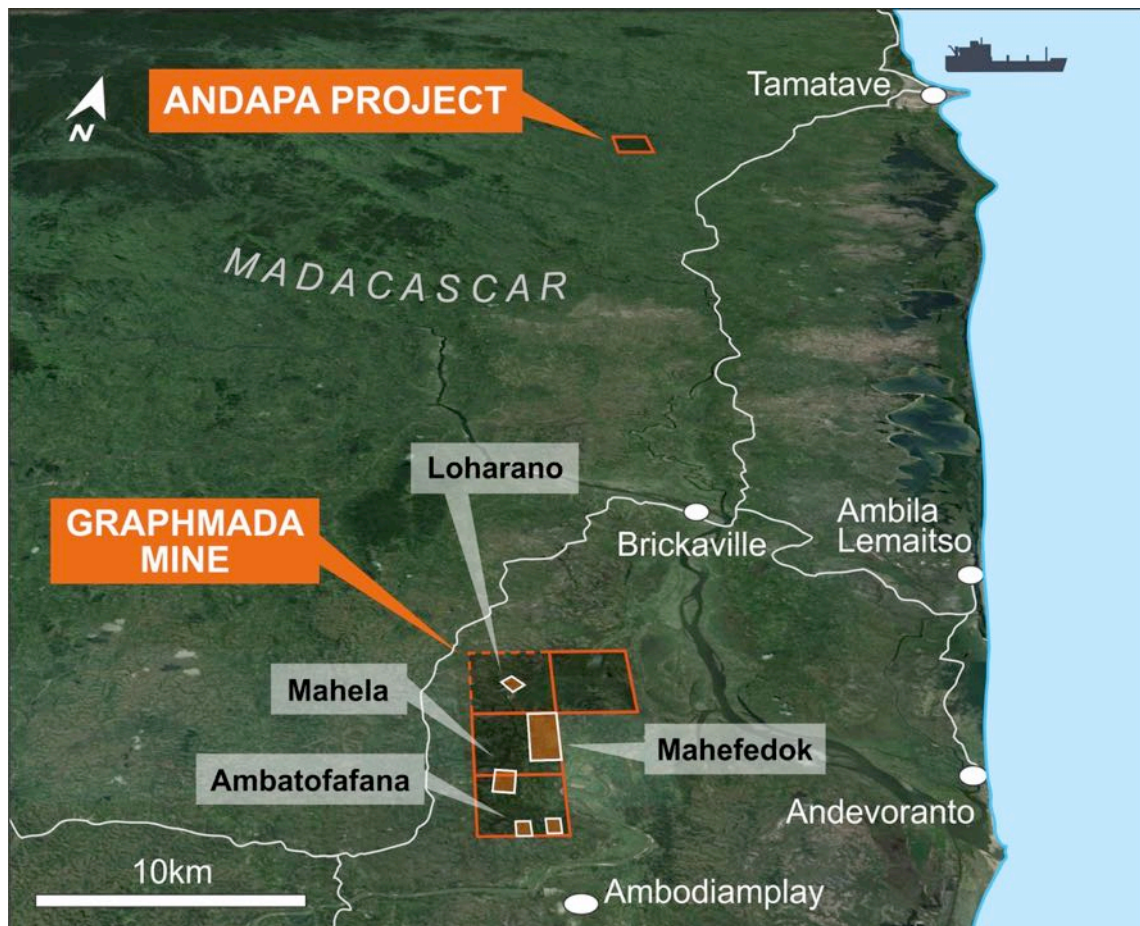 Tamatave
ANDAPA PROJECT
N
MADACASCAR
Loharano
GRAPHMADA
MINE
Brickaville
Ambila
Lemaitso
Mahela
Mahefedok
Ambatofafana
Andevoranto
10km
Ambodiamplay